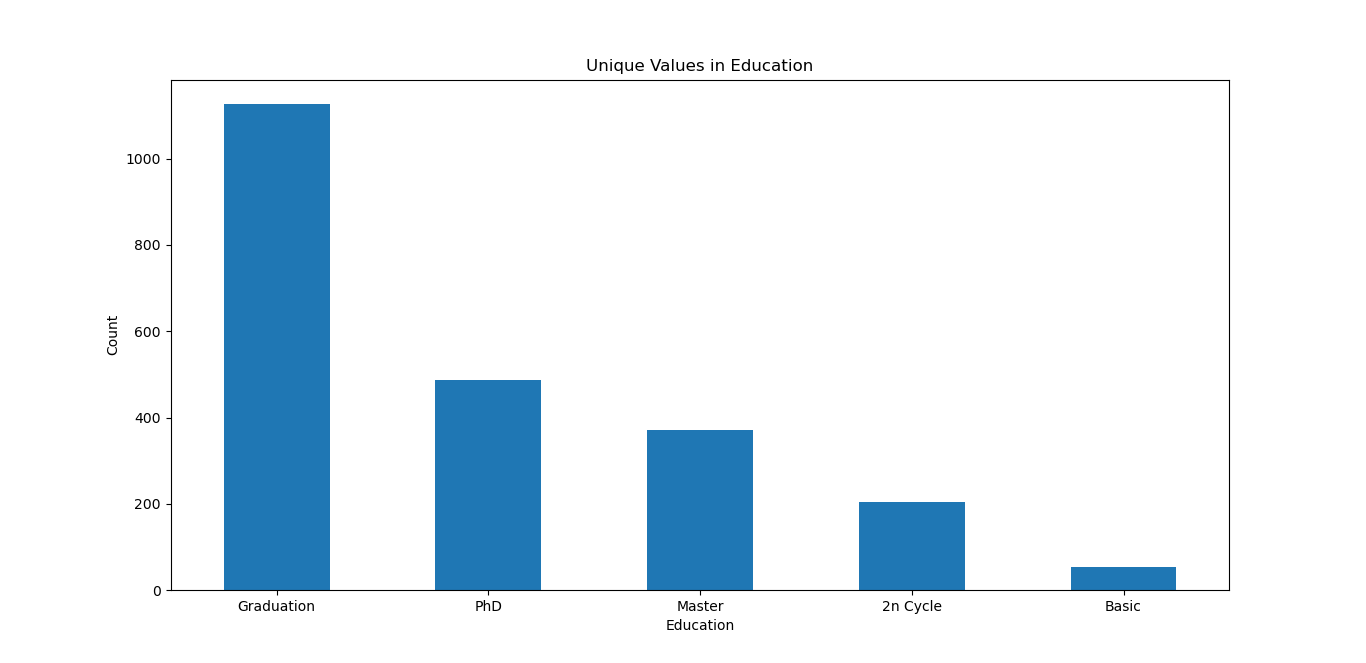 Unique Values in Education
1000
800
600
400
200
0
Count
Graduation PhD Master 2n Cycle Basic
Education